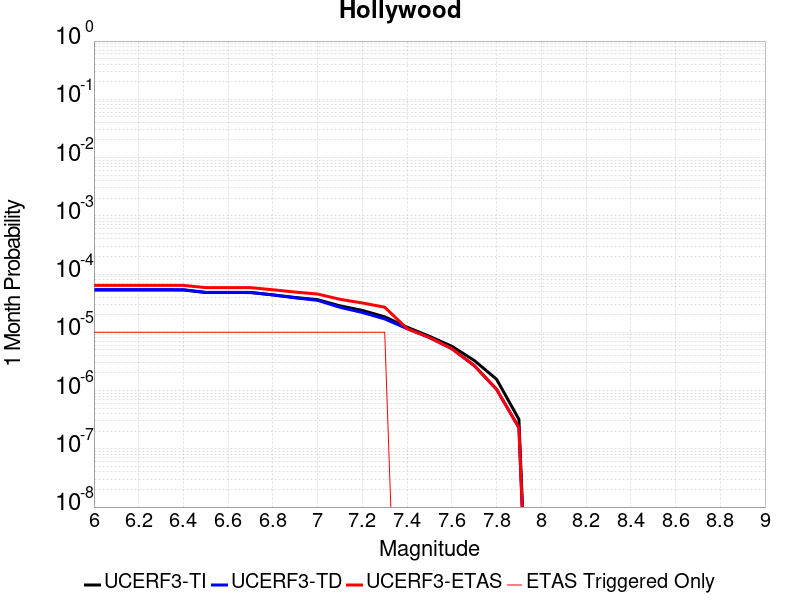 Hollywood
1 Month Probability
10^0
10^-1
10^-2
10^-3
10^-4
10^-5
10^-6
10^-7
10^-8
6 6.2 6.4 6.6 6.8 7 7.2 7.4 7.6 7.8 8 8.2 8.4 8.6 8.8 9
Magnitude
UCERF3-TI UCERF3-TD UCERF3-ETAS ETAS Triggered Only